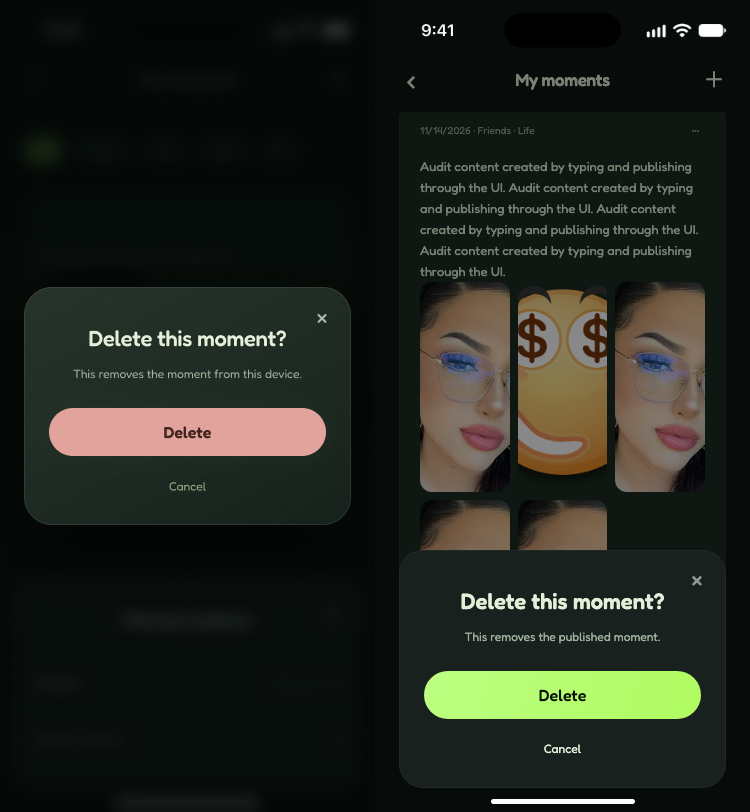 Delete this moment?
This removes the moment from this device.
Delete
Cancel
9:41
My moments
11/14/2026 · Friends · Life
Audit content created by typing and publishing
through the UI. Audit content created by typing
and publishing through the UI. Audit content
created by typing and publishing through the UI.
Audit content created by typing and publishing
through the UI.
Delete this moment?
This removes the published moment.
Delete
Cancel